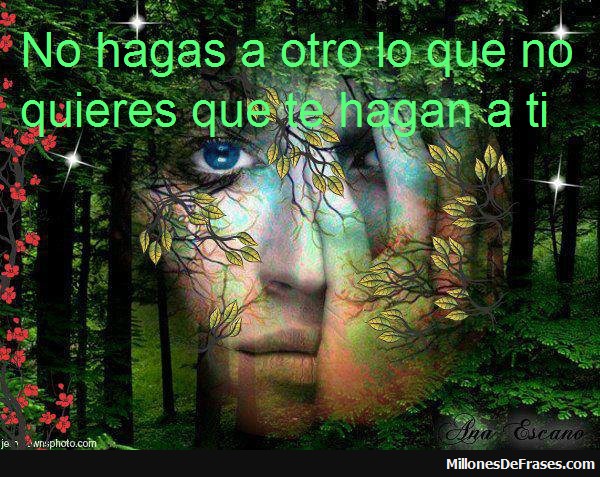 No hagas a otro lo que no
quieres que te hagan a ti
Ana Escano
MillonesDeFrases.com